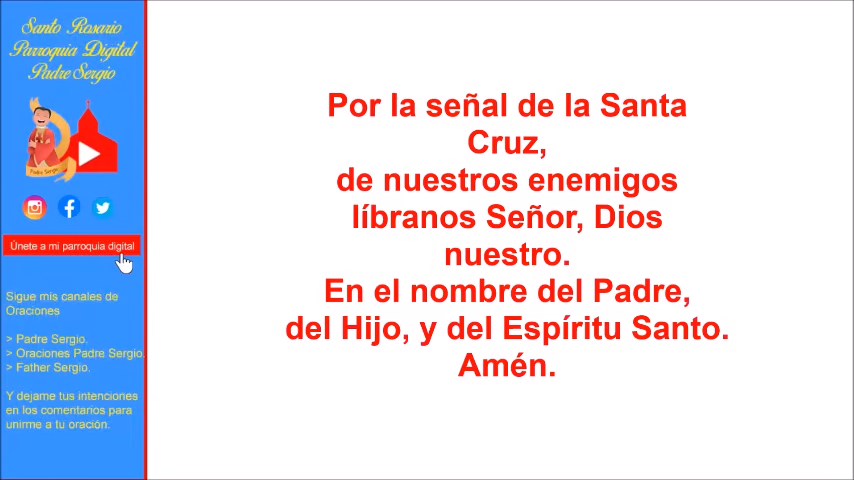 Santo Rosario
Parroquia Digital
Padre Sergio
Padre Sergio
Únete a mi parroquia digital
Sigue mis canales de
Oraciones
> Padre Sergio.
> Oraciones Padre Sergio.
> Father Sergio.
Y dejame tus intenciones
en los comentarios para
unirme a tu oración.
Por la señal de la Santa
Cruz,
de nuestros enemigos
líbranos Señor, Dios
nuestro.
En el nombre del Padre,
del Hijo, y del Espíritu Santo.
Amén.